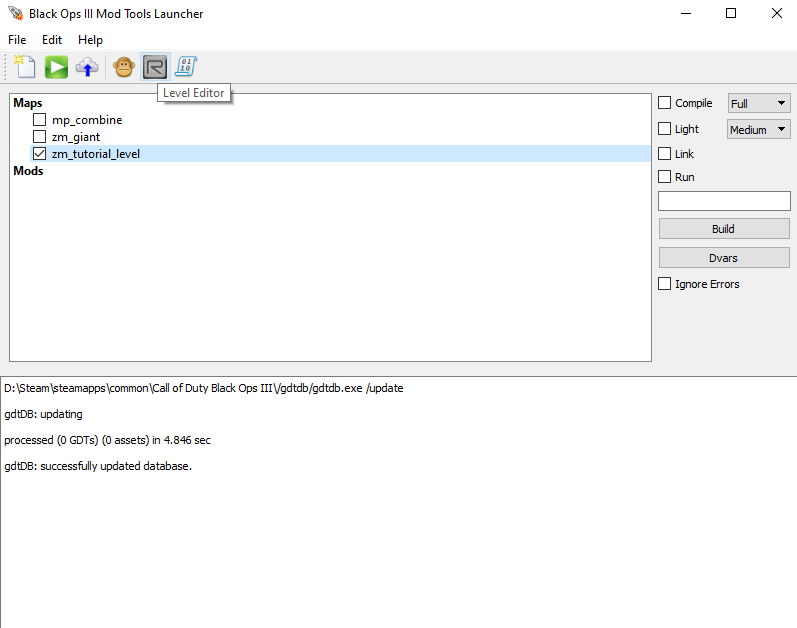 Black Ops III Mod Tools Launcher
File Edit Help
Level Editor
Maps
mp_combine
zm_giant
zm_tutorial_level
Mods
Compile Full
Light Medium
Link
Run
Build
Dvars
Ignore Errors
D:\Steam\steamapps\common\Call of Duty Black Ops III\/gdtdb/gdtdb.exe /update
gdtDB: updating
processed (0 GDTs) (0 assets) in 4.846 sec
gdtDB: successfully updated database.